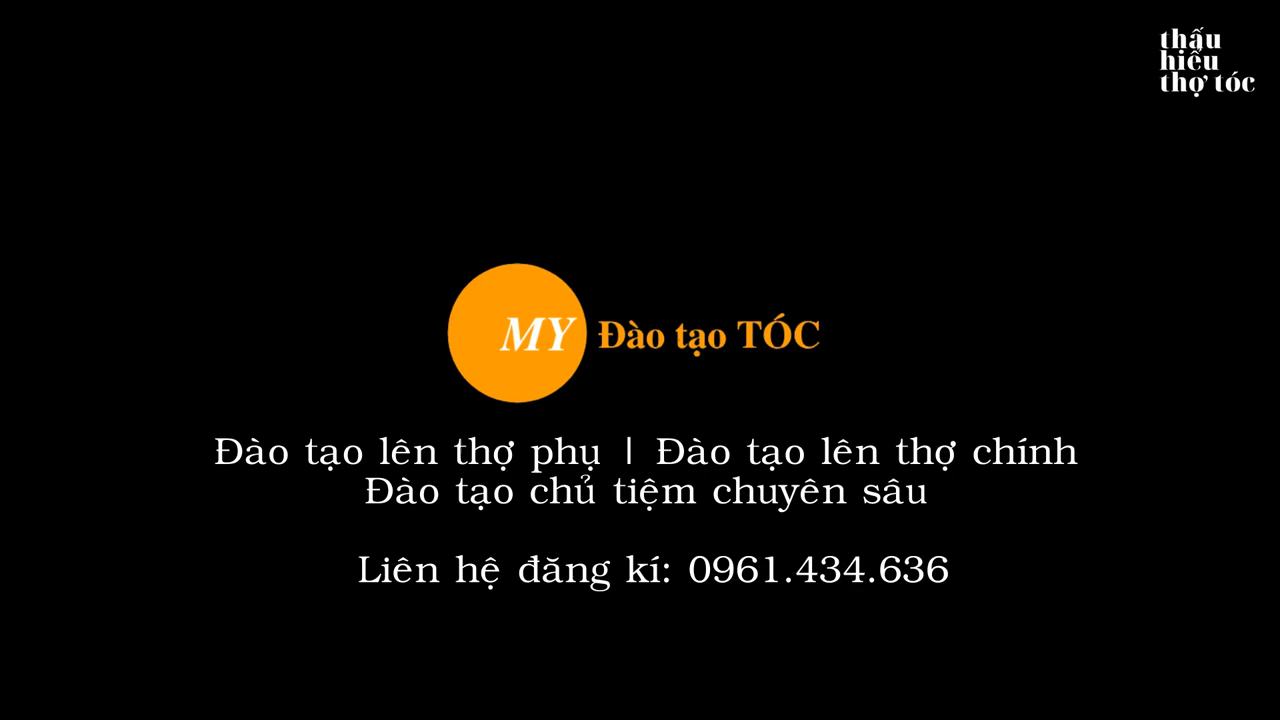 thấu
hiểu
thợ tóc
MY Đào tạo TÓC
Đào tạo lên thợ phụ | Đào tạo lên thợ chính
Đào tạo chủ tiệm chuyên sâu
Liên hệ đăng kí: 0961.434.636